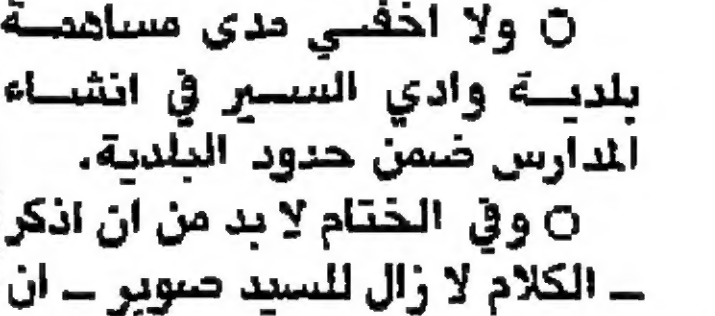 ○ ولا اخفي مدى مساهمة
بلدية وادي السير في انشاء
المدارس ضمن حدود البلدية.
○ وفي الختام لا بد من ان اذكر
ـ الكلام لا زال للسيد صوير ـ ان